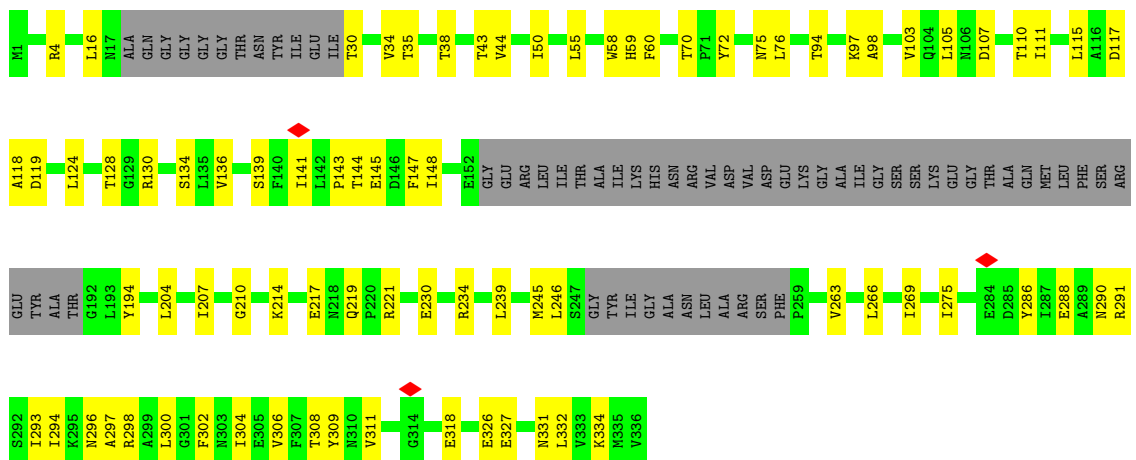 M1 R4 L16 N17 ALA GLN GLY GLY GLY GLY THR ASN TYR ILE GLU ILE T30 V34 T35 T38 T43 V44 I50 L55 W58 H59 F60 T70 P71 Y72 N75 L76 T94 K97 A98 V103 Q104 L105 N106 D107 T110 I111 L115 A116 D117
A118 D119 L124 T128 G129 R130 S134 L135 V136 S139 F140 I141 L142 P143 T144 E145 D146 F147 I148 E152 GLY GLU ARG LEU ILE THR ALA ILE LYS HIS ASN ARG VAL ASP VAL ASP GLU LYS GLY ALA ILE GLY SER SER LYS GLU GLY THR ALA GLN MET LEU PHE SER ARG
GLU TYR ALA THR G192 L193 Y194 L204 I207 G210 K214 E217 N218 Q219 P220 R221 E230 R234 L239 M245 L246 S247 GLY TYR ILE GLY ALA ASN LEU ALA ARG SER PHE P259 V263 L266 I269 I275 E284 D285 Y286 I287 E288 A289 N290 R291
S292 I293 I294 K295 N296 A297 R298 A299 L300 G301 F302 N303 I304 E305 V306 F307 T308 Y309 N310 V311 G314 E318 E326 E327 N331 L332 V333 K334 M335 V336